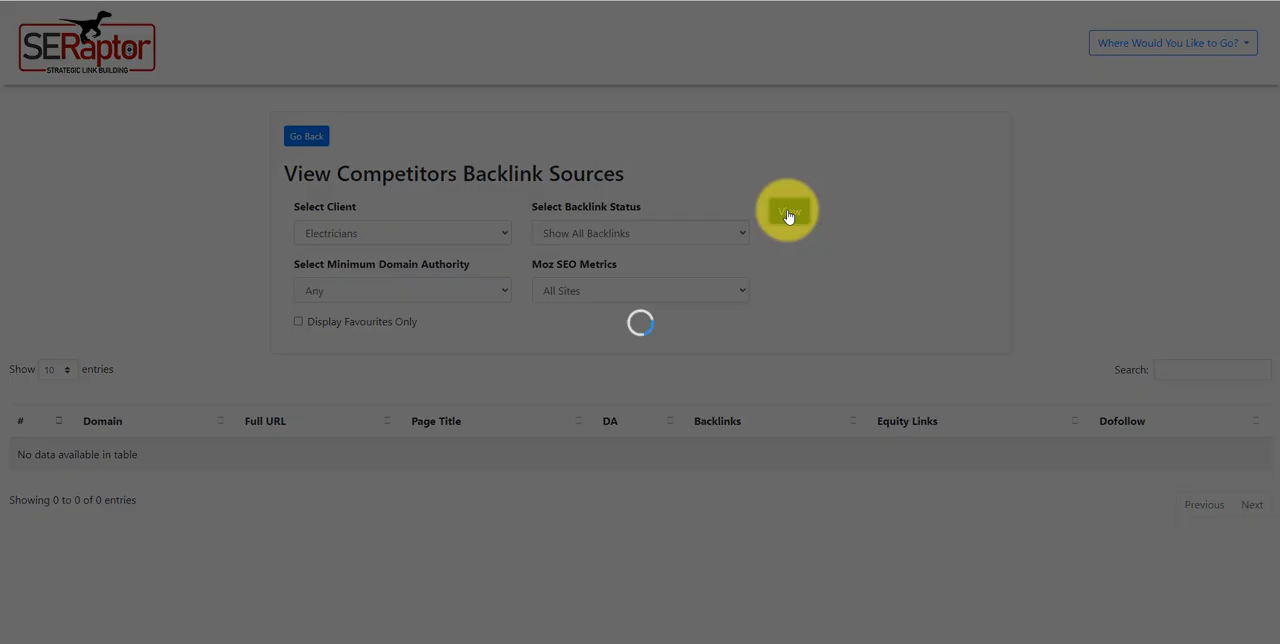 SERaptor
STRATEGIC LINK BUILDING
Where Would You Like to Go?
Go Back
View Competitors Backlink Sources
Select Client
Select Backlink Status
View
Electricians
Show All Backlinks
Select Minimum Domain Authority
Moz SEO Metrics
Any
All Sites
Display Favourites Only
Show 10 entries
Search:
# Domain Full URL Page Title DA Backlinks Equity Links Dofollow
No data available in table
Showing 0 to 0 of 0 entries
Previous Next